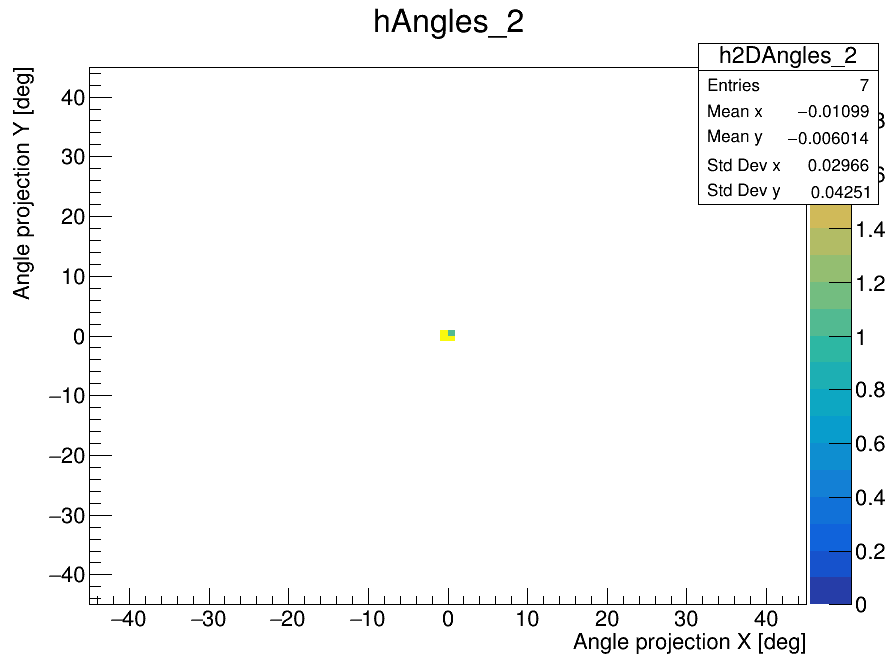 hAngles_2
h2DAngles_2
Entries 7
Mean x −0.01099
Mean y −0.006014
Std Dev x 0.02966
Std Dev y 0.04251
Angle projection Y [deg]
40
30
20
10
0
−10
−20
−30
−40
−40 −30 −20 −10 0 10 20 30 40
Angle projection X [deg]
1.4
1.2
1
0.8
0.6
0.4
0.2
0